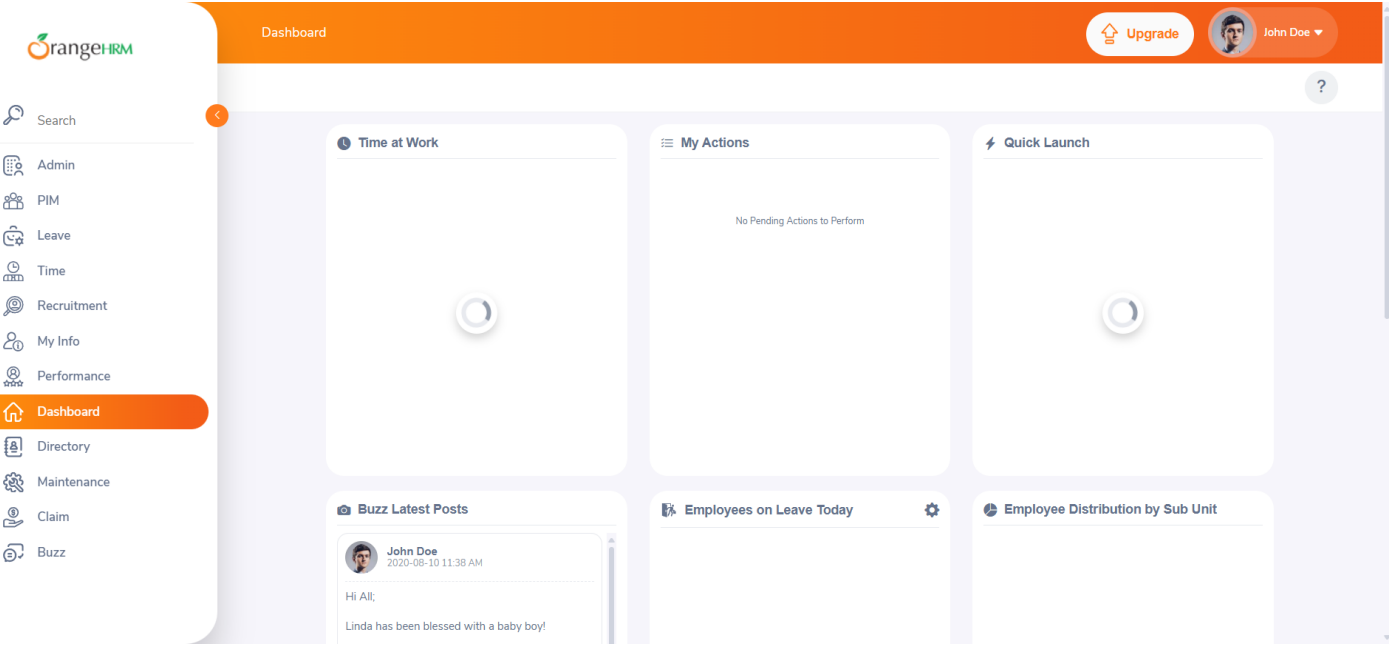 OrangeHRM
Dashboard
Upgrade
John Doe
?
Search
Admin
PIM
Leave
Time
Recruitment
My Info
Performance
Dashboard
Directory
Maintenance
Claim
Buzz
Time at Work
My Actions
No Pending Actions to Perform
Quick Launch
Buzz Latest Posts
John Doe
2020-08-10 11:38 AM
Hi All;
Linda has been blessed with a baby boy!
Employees on Leave Today
Employee Distribution by Sub Unit